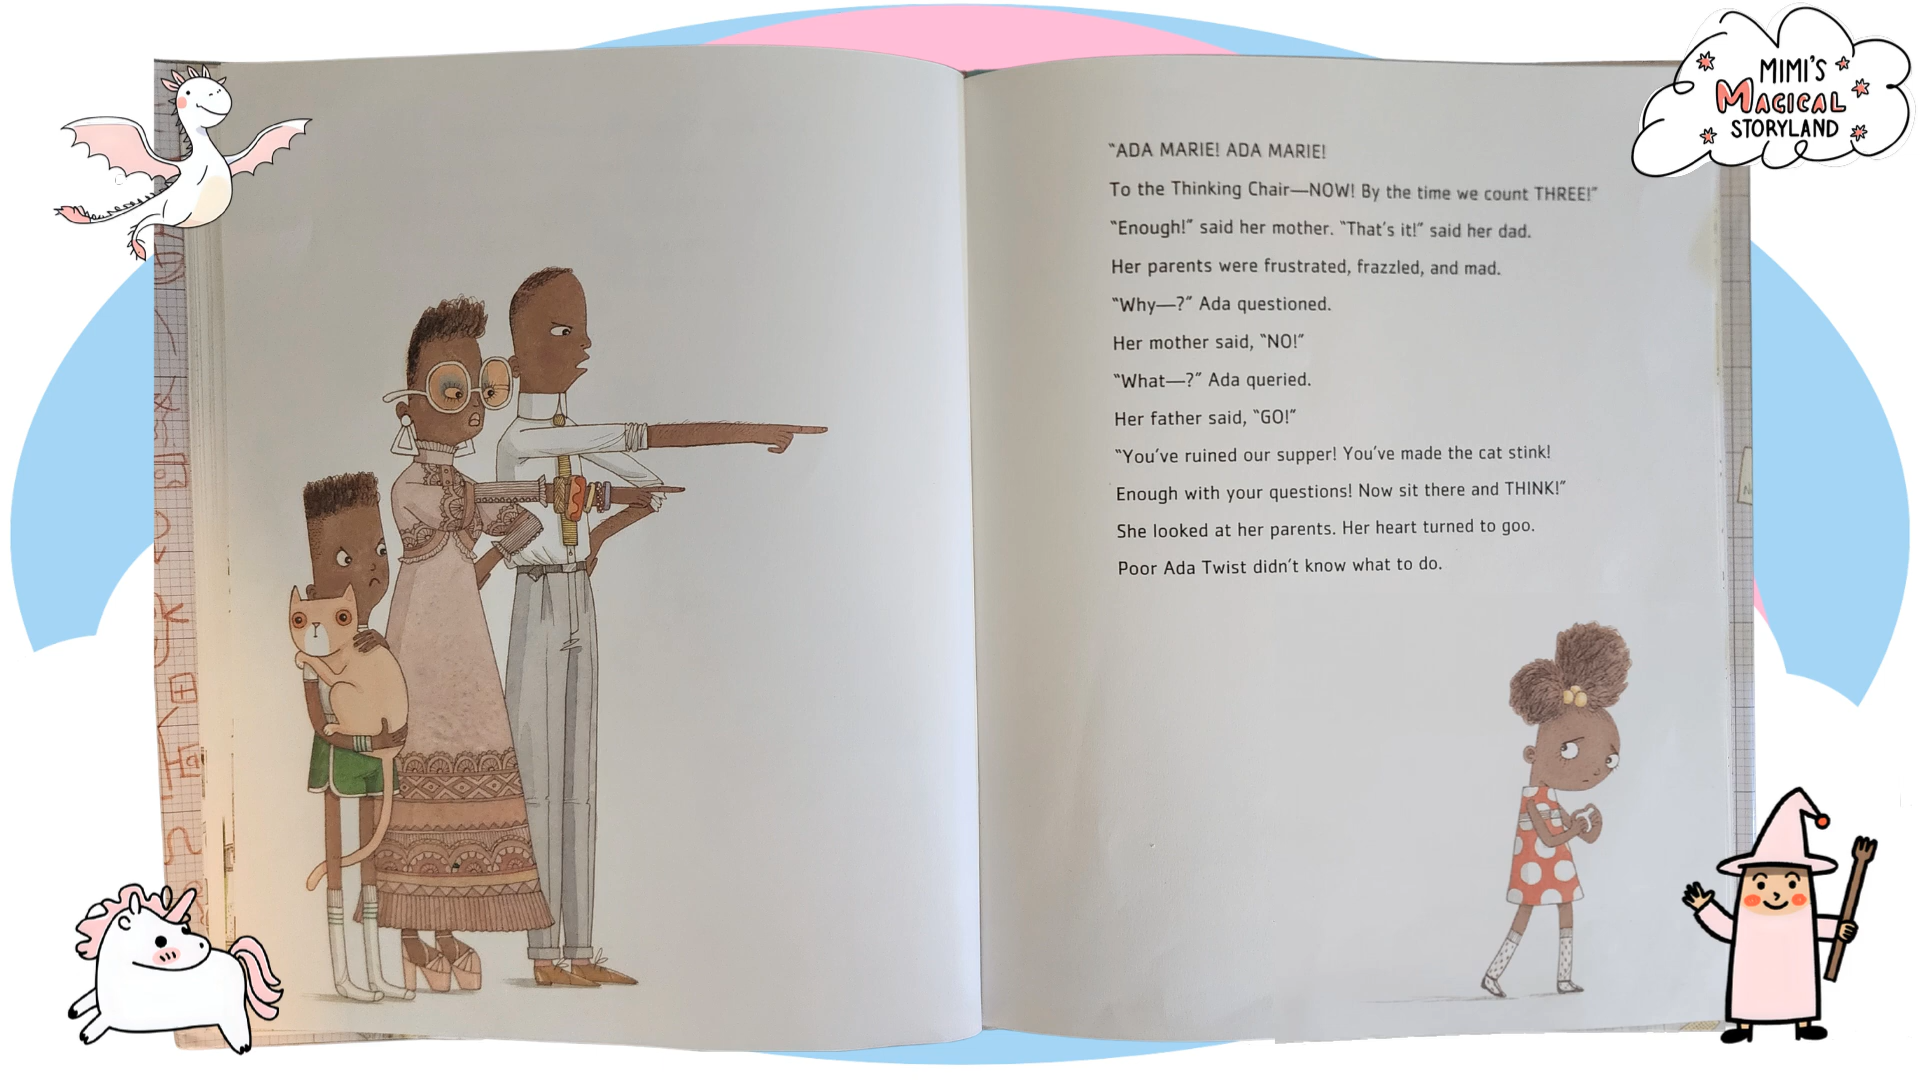 MIMI'S
MAGICAL
STORYLAND
"ADA MARIE! ADA MARIE!
To the Thinking Chair—NOW! By the time we count THREE!"
"Enough!" said her mother. "That's it!" said her dad.
Her parents were frustrated, frazzled, and mad.
"Why—?" Ada questioned.
Her mother said, "NO!"
"What—?" Ada queried.
Her father said, "GO!"
"You've ruined our supper! You've made the cat stink!
Enough with your questions! Now sit there and THINK!"
She looked at her parents. Her heart turned to goo.
Poor Ada Twist didn't know what to do.